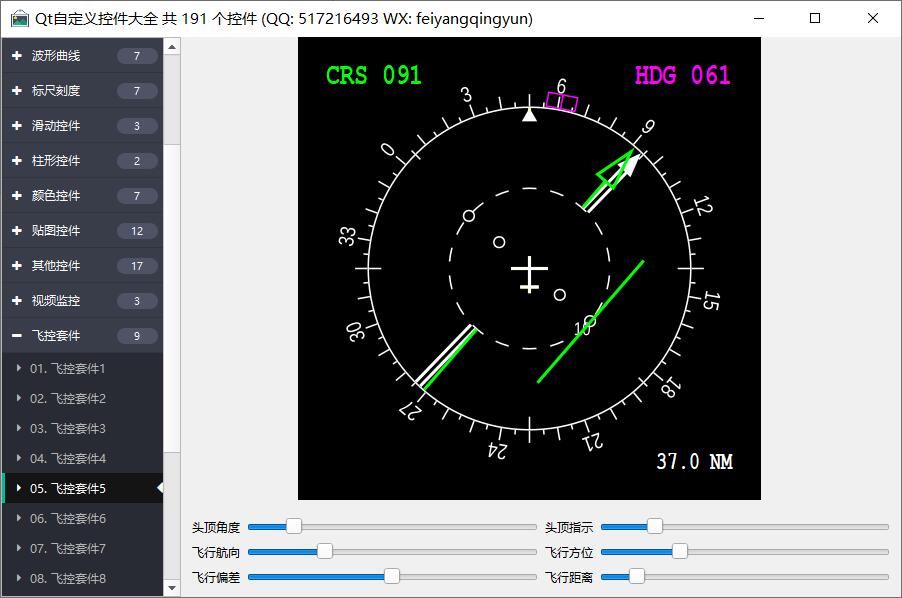 Qt自定义控件大全 共 191 个控件 (QQ: 517216493 WX: feiyangqingyun)
波形曲线 7
标尺刻度 7
滑动控件 3
柱形控件 2
颜色控件 7
贴图控件 12
其他控件 17
视频监控 3
飞控套件 9
01. 飞控套件1
02. 飞控套件2
03. 飞控套件3
04. 飞控套件4
05. 飞控套件5
06. 飞控套件6
07. 飞控套件7
08. 飞控套件8
CRS 091
HDG 061
0
3
6
9
12
15
18
21
24
27
30
33
10
37.0 NM
头顶角度
头顶指示
飞行航向
飞行方位
飞行偏差
飞行距离